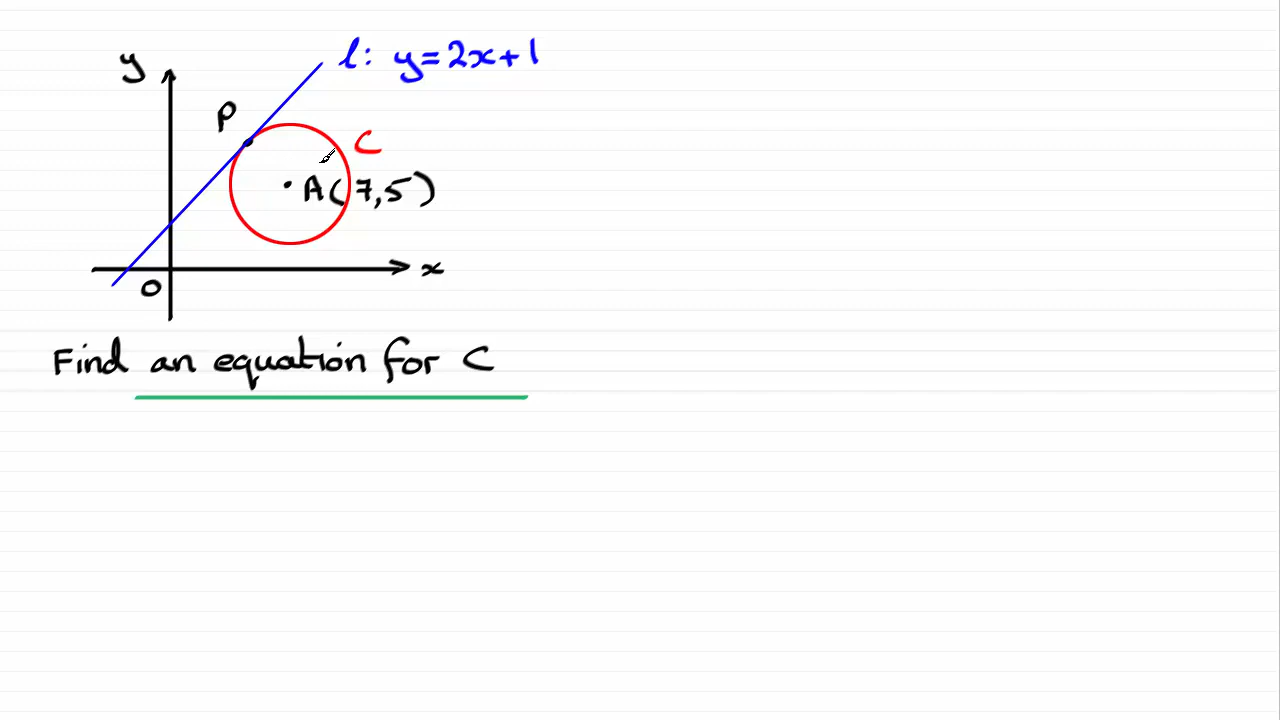 y
l: y=2x+1
P
C
A(7,5)
x
O
Find an equation for C